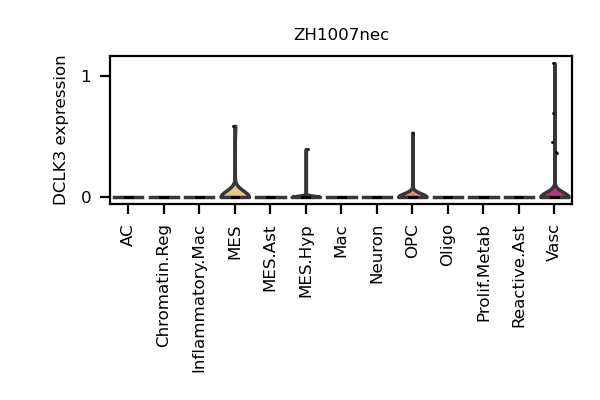 ZH1007nec
DCLK3 expression
1
0
AC
Chromatin.Reg
Inflammatory.Mac
MES
MES.Ast
MES.Hyp
Mac
Neuron
OPC
Oligo
Prolif.Metab
Reactive.Ast
Vasc